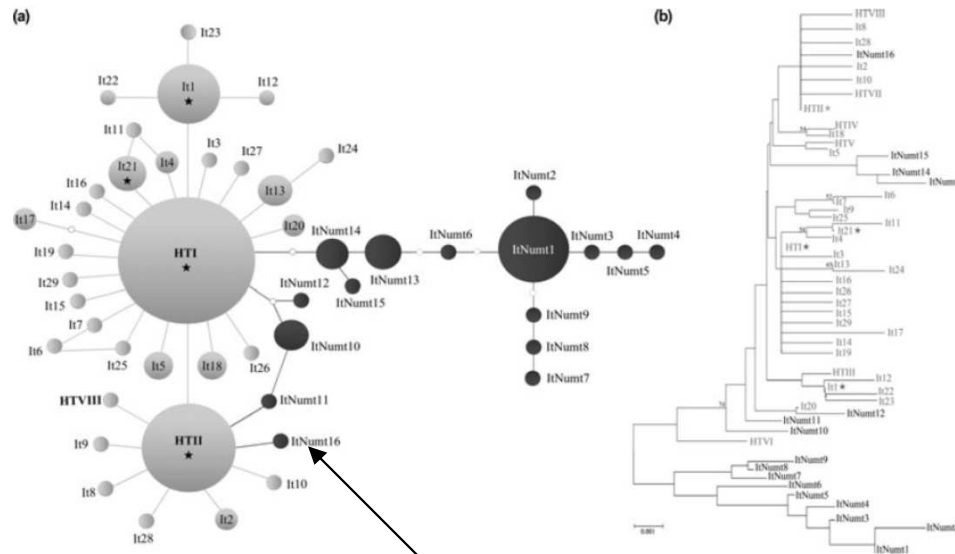 (a)
It23
It1
It22
It12
It11
It4
It21
It3
It27
It24
It16
It13
It14
It17
It20
HTI
It19
It29
It15
It7
It6
It25
It5
It18
It26
HTVIII
HTII
It9
It8
It28
It2
It10
ItNumt14
ItNumt6
ItNumt2
ItNumt1
ItNumt3
ItNumt4
ItNumt5
ItNumt12
ItNumt15
ItNumt13
ItNumt10
ItNumt9
ItNumt8
ItNumt7
ItNumt11
ItNumt16
(b)
HTVIII
It8
It28
ItNumt16
It2
It10
HTVII
HTII
HTIV
It18
HTV
It5
ItNumt15
ItNumt14
It6
It7
It9
It25
It11
It21
It4
HTI
It3
It13
It24
It16
It26
It27
It15
It29
It17
It14
It19
HTIII
It12
It1
It22
It23
It20
ItNumt12
ItNumt11
ItNumt10
HTVI
ItNumt9
ItNumt8
ItNumt7
ItNumt6
ItNumt5
ItNumt4
ItNumt3
ItNumt1
0.001